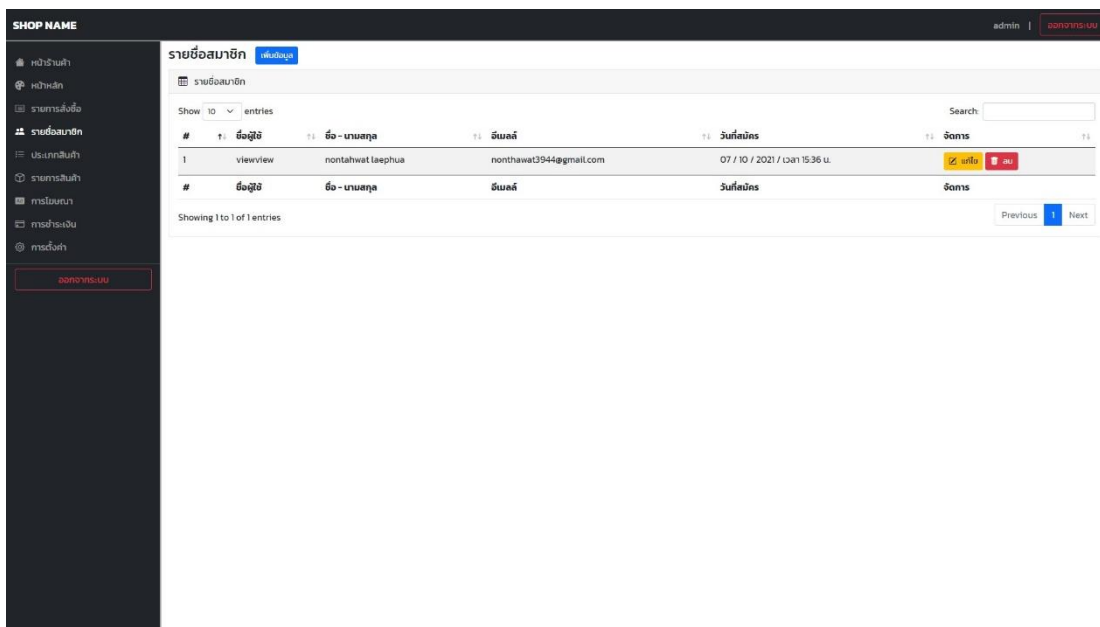 SHOP NAME
admin | ออกจากระบบ
หน้าร้านค้า
หน้าหลัก
รายการสั่งซื้อ
รายชื่อสมาชิก
ประเภทสินค้า
รายการสินค้า
การโฆษณา
การชำระเงิน
การตั้งค่า
ออกจากระบบ
รายชื่อสมาชิก เพิ่มข้อมูล
รายชื่อสมาชิก
Show 10 entries Search:
# ชื่อผู้ใช้ ชื่อ - นามสกุล อีเมลล์ วันที่สมัคร จัดการ
1 viewview nontahwat laephua nonthawat3944@gmail.com 07 / 10 / 2021 / เวลา 15:36 น. แก้ไข ลบ
# ชื่อผู้ใช้ ชื่อ - นามสกุล อีเมลล์ วันที่สมัคร จัดการ
Showing 1 to 1 of 1 entries Previous 1 Next